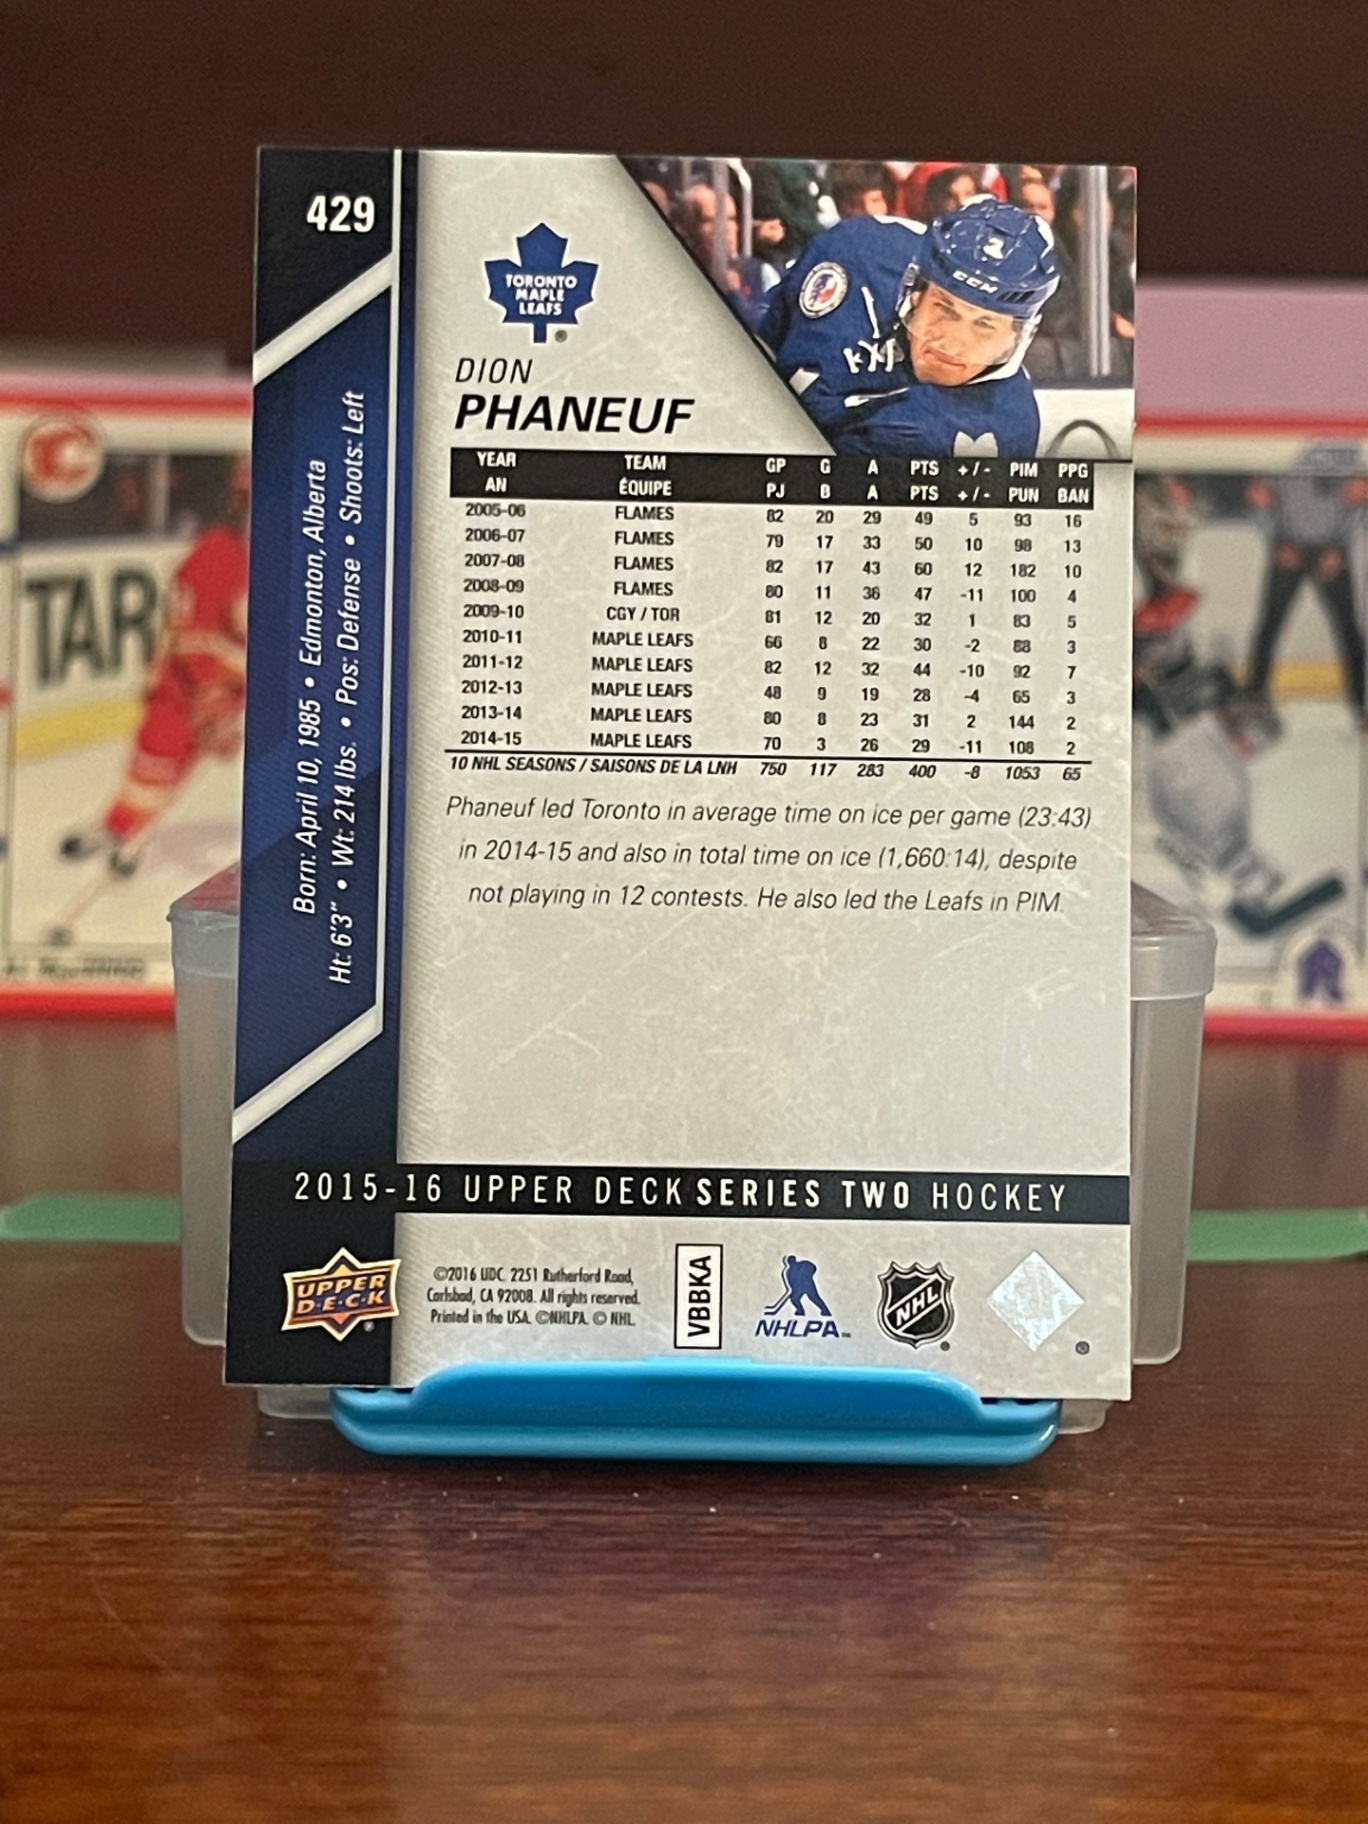 429
TORONTO
MAPLE
LEAFS
®
2
CCM
DION
PHANEUF
Born: April 10, 1985 • Edmonton, Alberta
Ht: 6'3" • Wt: 214 lbs. • Pos: Defense • Shoots: Left
YEAR TEAM GP G A PTS +/- PIM PPG
AN ÉQUIPE PJ B A PTS +/- PUN BAN
2005-06 FLAMES 82 20 29 49 5 93 16
2006-07 FLAMES 79 17 33 50 10 98 13
2007-08 FLAMES 82 17 43 60 12 182 10
2008-09 FLAMES 80 11 36 47 -11 100 4
2009-10 CGY / TOR 81 12 20 32 1 83 5
2010-11 MAPLE LEAFS 66 8 22 30 -2 88 3
2011-12 MAPLE LEAFS 82 12 32 44 -10 92 7
2012-13 MAPLE LEAFS 48 9 19 28 -4 65 3
2013-14 MAPLE LEAFS 80 8 23 31 2 144 2
2014-15 MAPLE LEAFS 70 3 26 29 -11 108 2
10 NHL SEASONS / SAISONS DE LA LNH 750 117 283 400 -8 1053 65
Phaneuf led Toronto in average time on ice per game (23:43)
in 2014-15 and also in total time on ice (1,660:14), despite
not playing in 12 contests. He also led the Leafs in PIM.
TAR
2015-16 UPPER DECK SERIES TWO HOCKEY
UPPER
D·E·C·K
®
©2016 UDC. 2251 Rutherford Road,
Carlsbad, CA 92008. All rights reserved.
Printed in the USA. ©NHLPA. © NHL.
VBBKA
NHLPA™
NHL
®
®